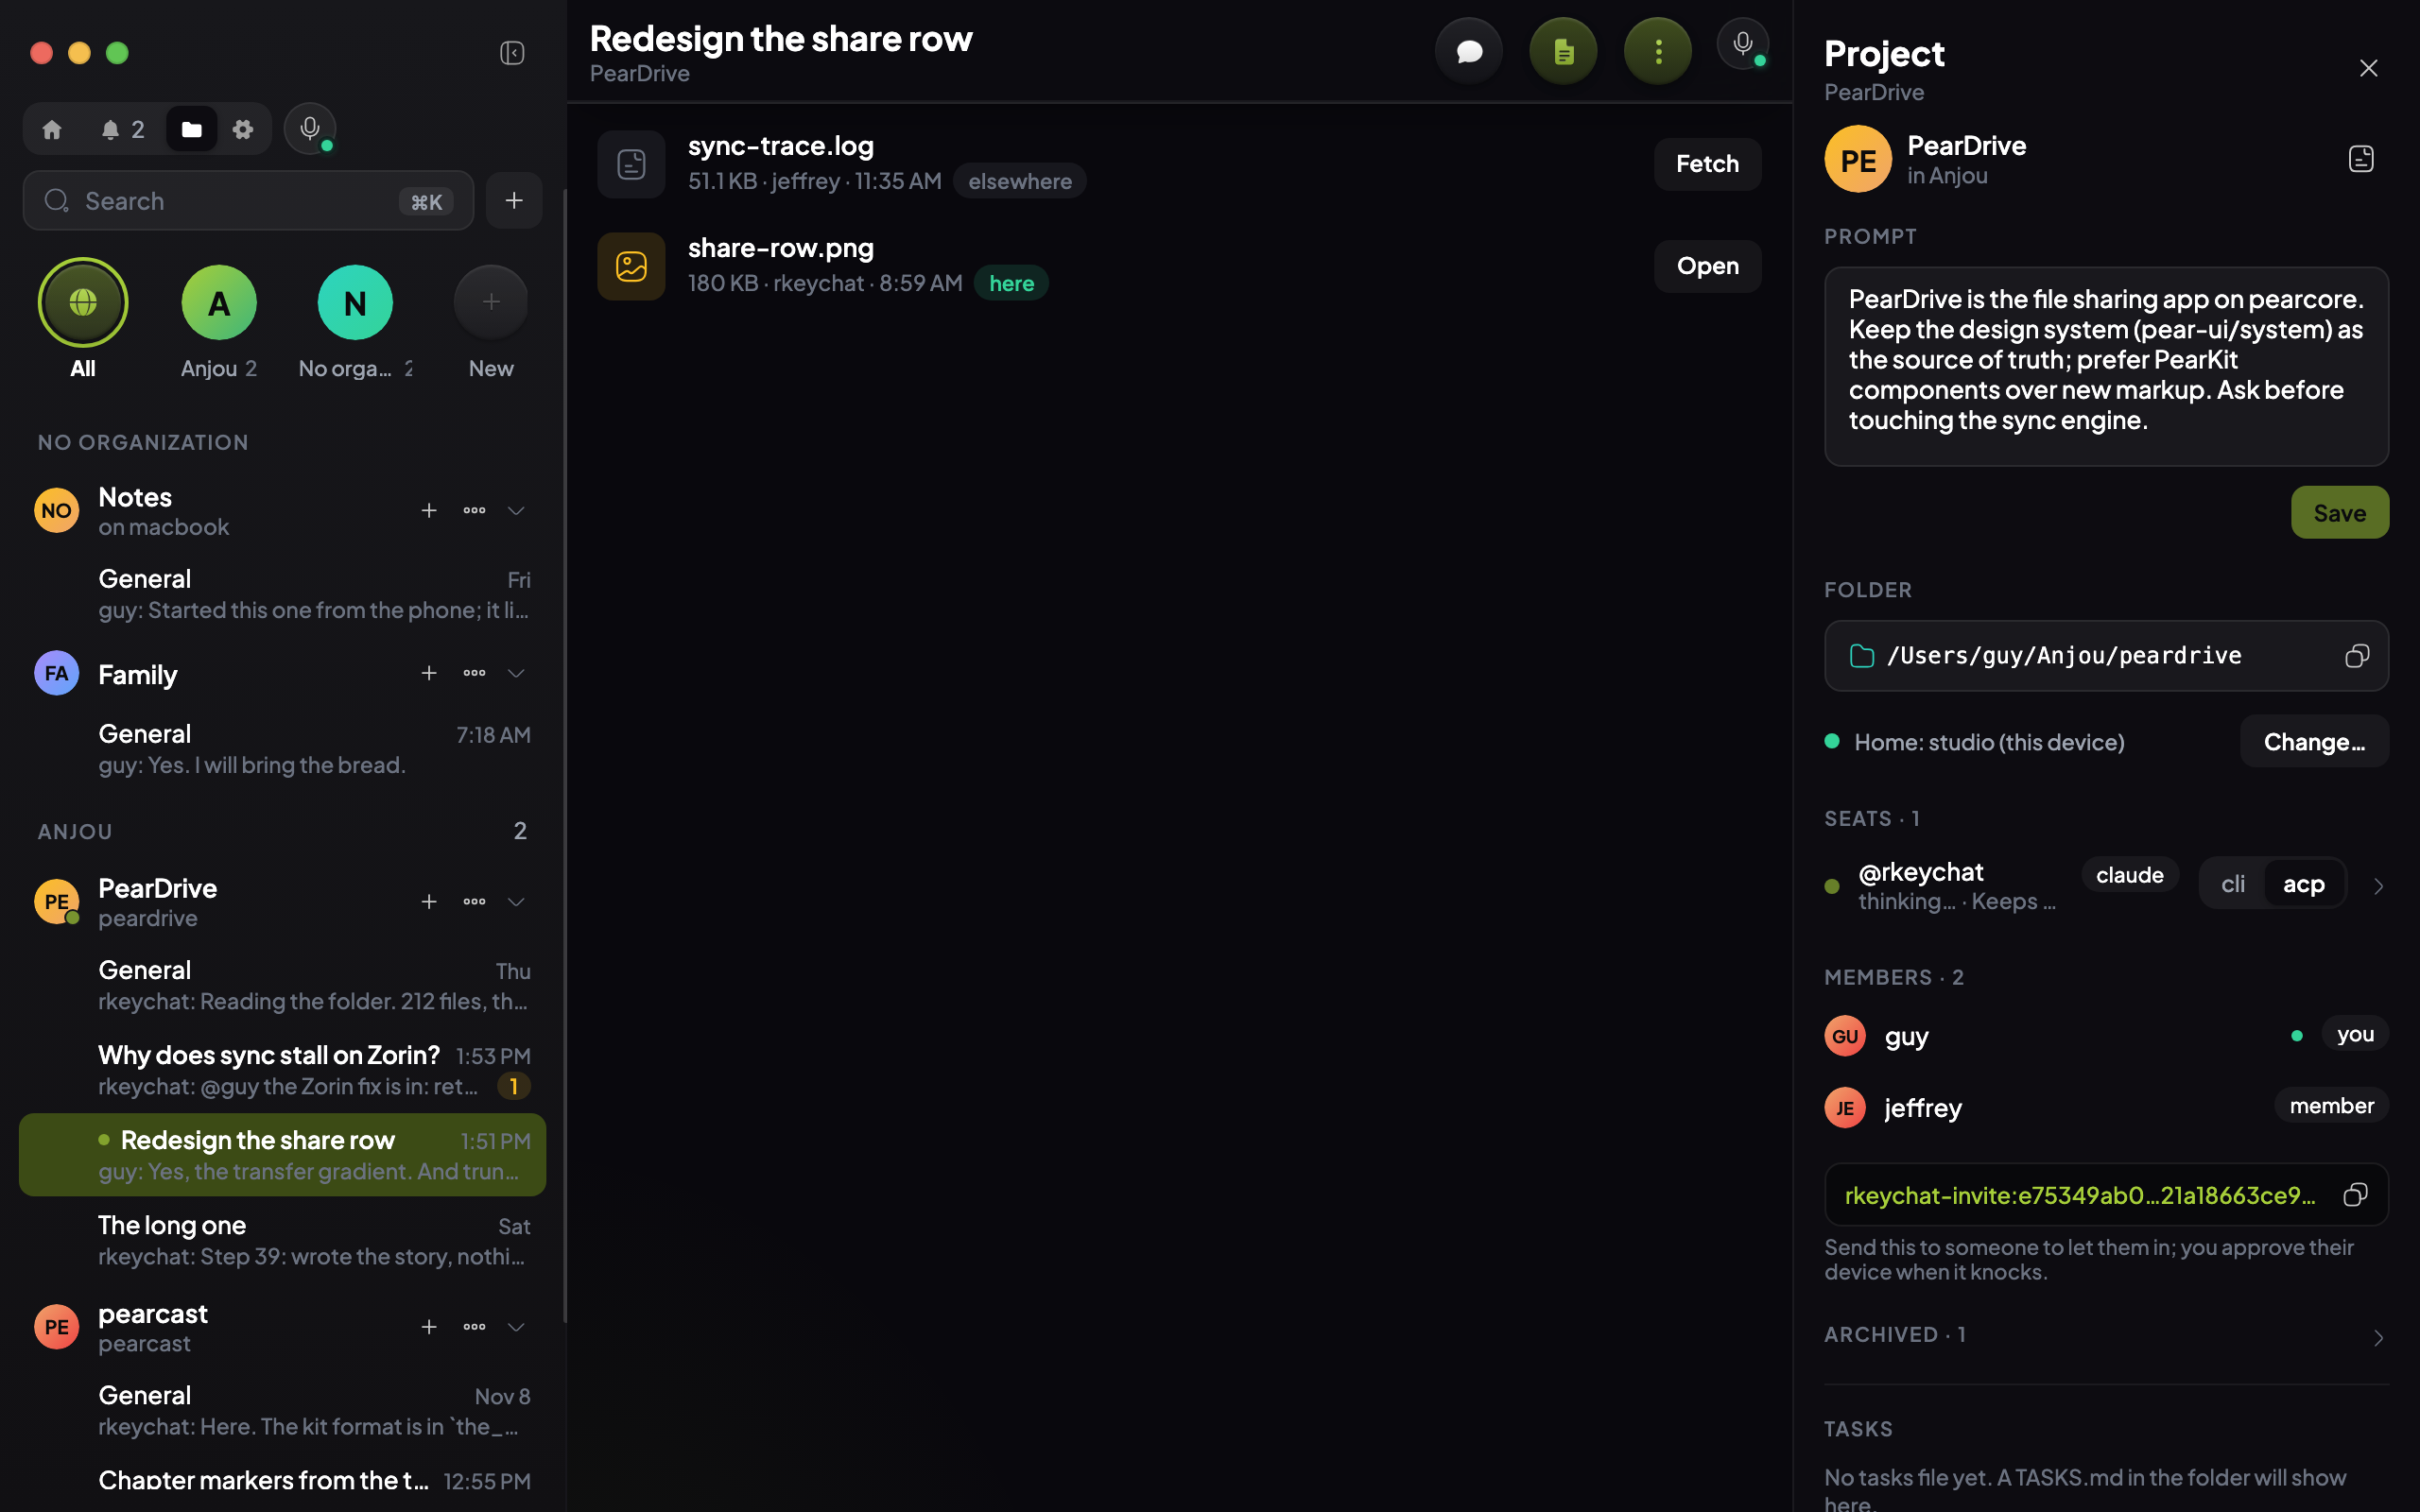 2
Search
⌘K
All
A
Anjou 2
N
No orga… 2
New
NO ORGANIZATION
NO
Notes
on macbook
General
Fri
guy: Started this one from the phone; it li…
FA
Family
General
7:18 AM
guy: Yes. I will bring the bread.
ANJOU
2
PE
PearDrive
peardrive
General
Thu
rkeychat: Reading the folder. 212 files, th…
Why does sync stall on Zorin?
1:53 PM
rkeychat: @guy the Zorin fix is in: ret…
1
Redesign the share row
1:51 PM
guy: Yes, the transfer gradient. And trun…
The long one
Sat
rkeychat: Step 39: wrote the story, nothi…
PE
pearcast
pearcast
General
Nov 8
rkeychat: Here. The kit format is in `the_…
Chapter markers from the t…
12:55 PM
Redesign the share row
PearDrive
sync-trace.log
51.1 KB · jeffrey · 11:35 AM
elsewhere
Fetch
share-row.png
180 KB · rkeychat · 8:59 AM
here
Open
Project
PearDrive
PE
PearDrive
in Anjou
PROMPT
PearDrive is the file sharing app on pearcore.
Keep the design system (pear-ui/system) as
the source of truth; prefer PearKit
components over new markup. Ask before
touching the sync engine.
Save
FOLDER
/Users/guy/Anjou/peardrive
Home: studio (this device)
Change…
SEATS · 1
@rkeychat
thinking… · Keeps …
claude
cli
acp
MEMBERS · 2
GU
guy
you
JE
jeffrey
member
rkeychat-invite:e75349ab0…21a18663ce9…
Send this to someone to let them in; you approve their
device when it knocks.
ARCHIVED · 1
TASKS
No tasks file yet. A TASKS.md in the folder will show
here.